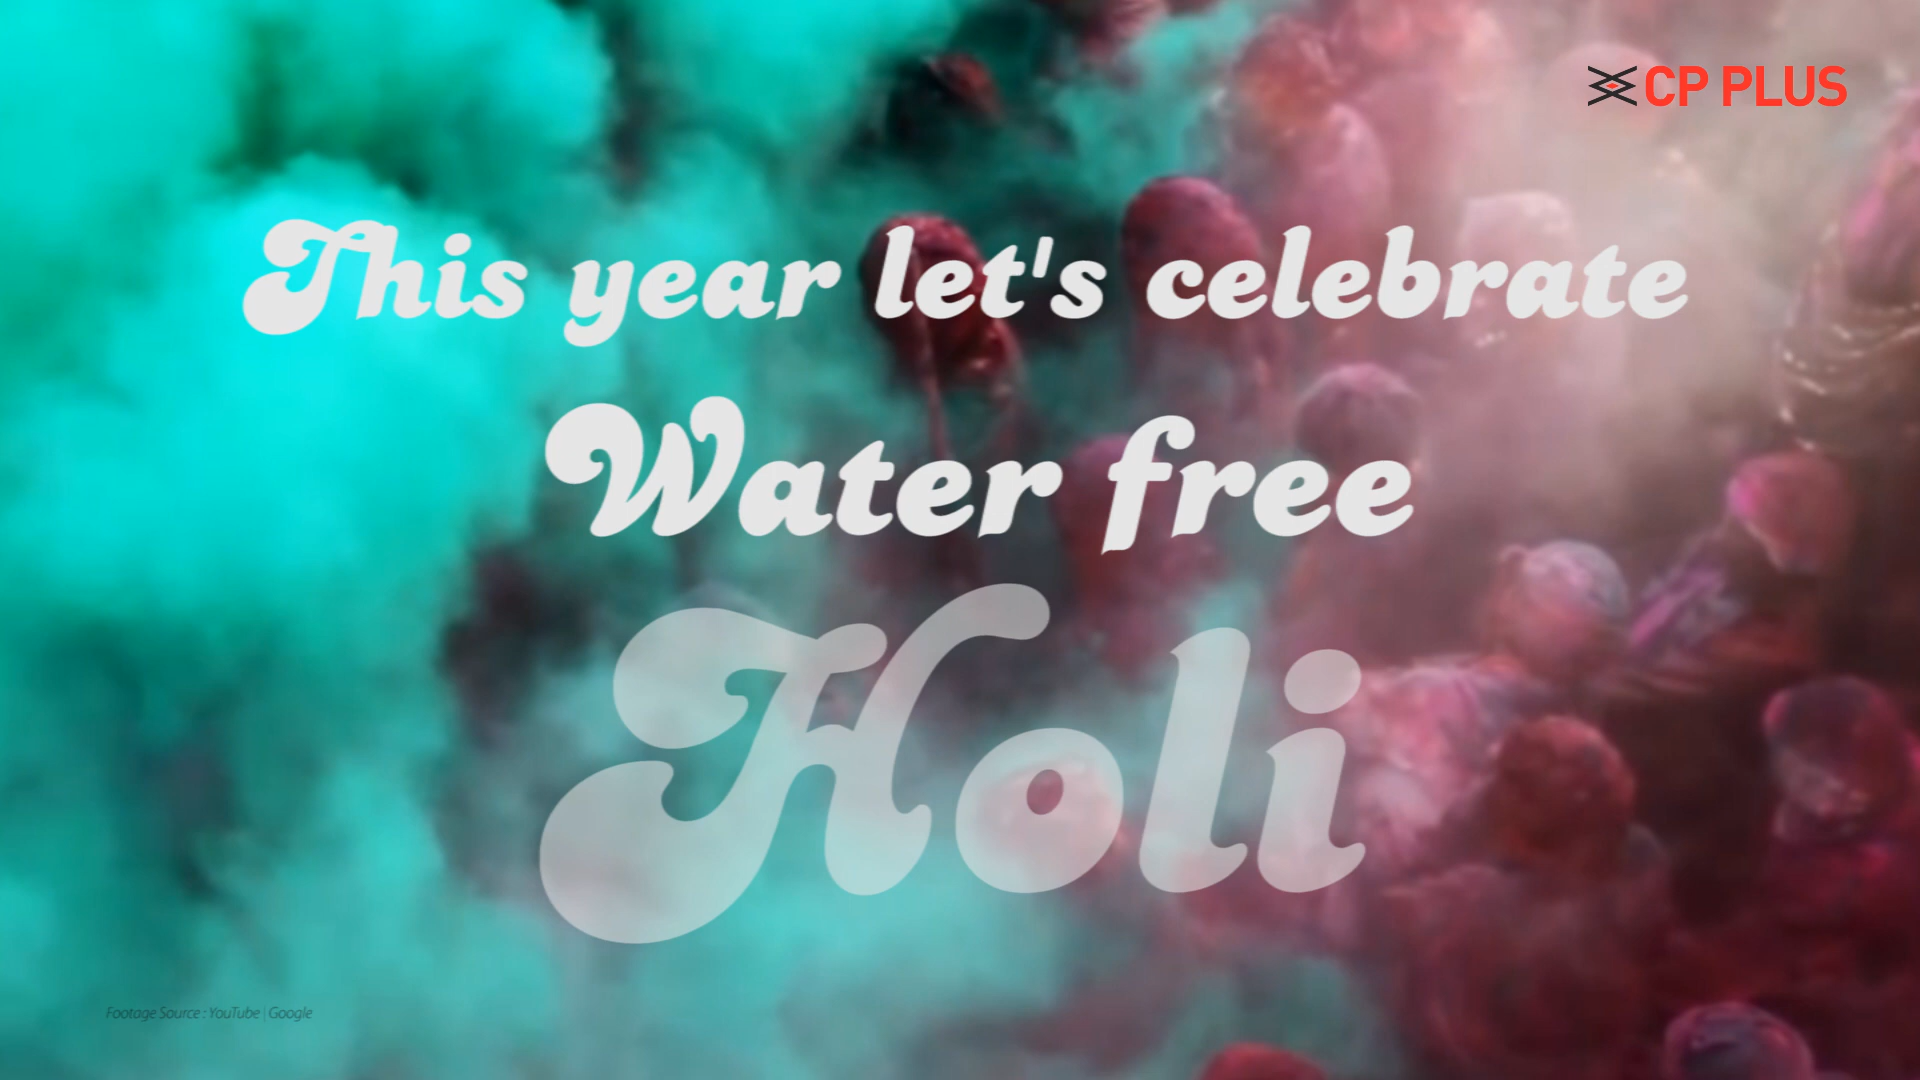 CP PLUS
This year let's celebrate
Water free
Holi
Footage Source : YouTube | Google